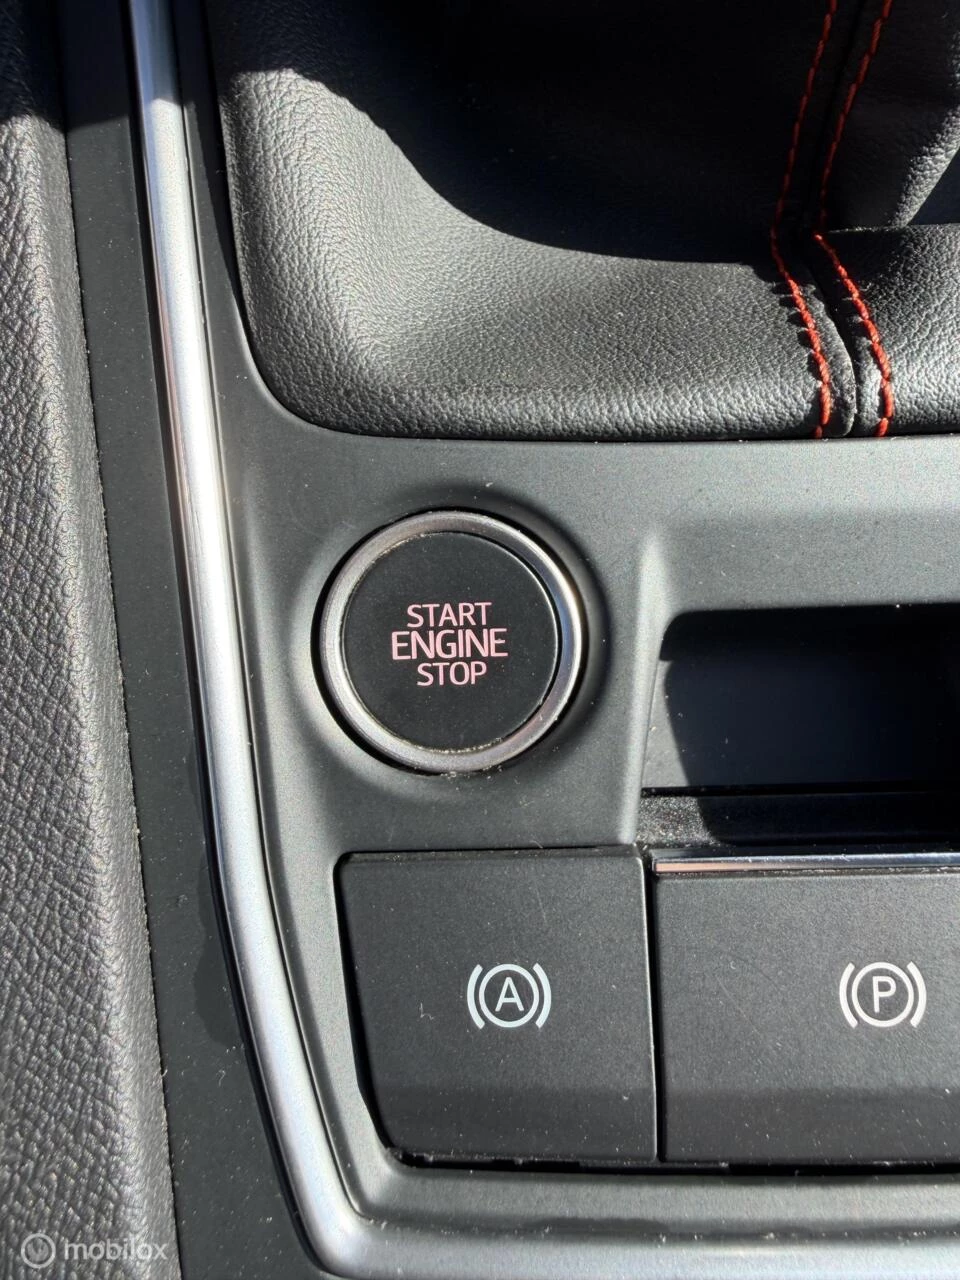 START
ENGINE
STOP
A
P
mobilox